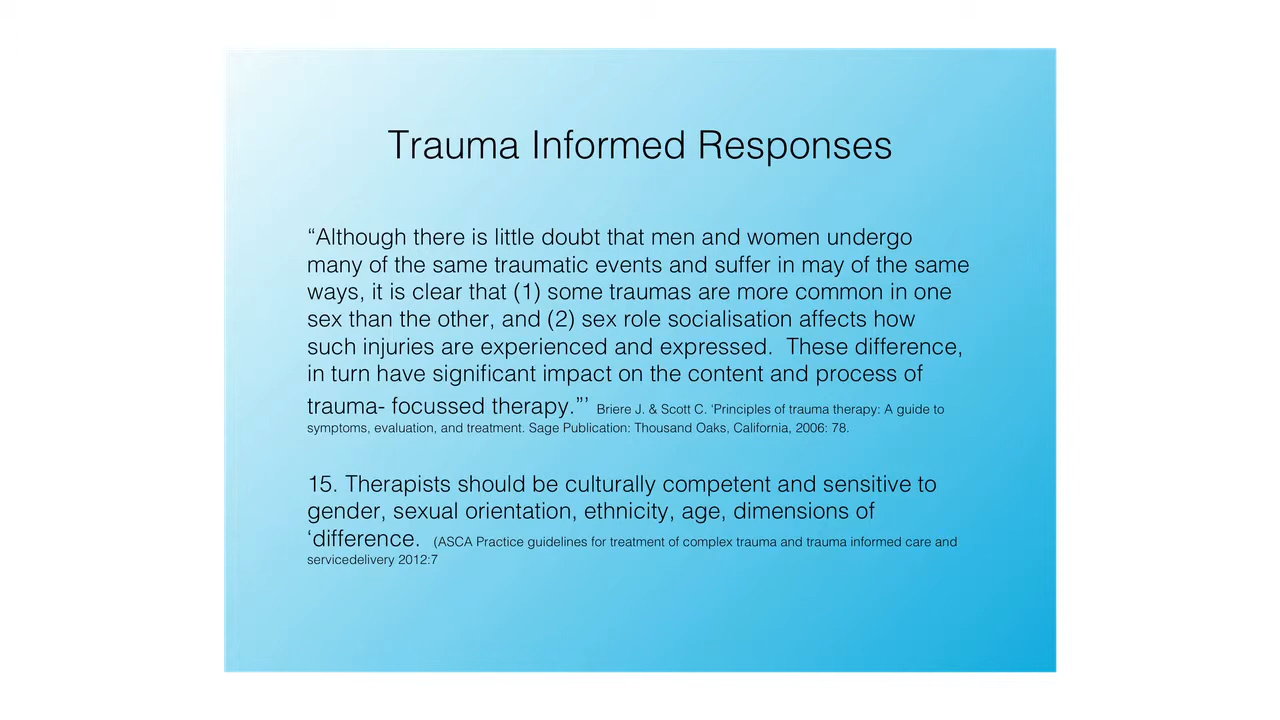 Trauma Informed Responses
“Although there is little doubt that men and women undergo
many of the same traumatic events and suffer in may of the same
ways, it is clear that (1) some traumas are more common in one
sex than the other, and (2) sex role socialisation affects how
such injuries are experienced and expressed.  These difference,
in turn have significant impact on the content and process of
trauma- focussed therapy.”’ Briere J. & Scott C. ‘Principles of trauma therapy: A guide to
symptoms, evaluation, and treatment. Sage Publication: Thousand Oaks, California, 2006: 78.
15. Therapists should be culturally competent and sensitive to
gender, sexual orientation, ethnicity, age, dimensions of
‘difference.  (ASCA Practice guidelines for treatment of complex trauma and trauma informed care and
servicedelivery 2012:7